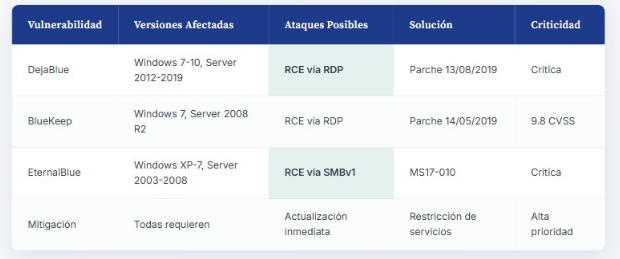 Vulnerabilidad Versiones Afectadas Ataques Posibles Solución Criticidad
DejaBlue
Windows 7-10, Server
2012-2019
RCE vía RDP
Parche 13/08/2019
Crítica
BlueKeep
Windows 7, Server 2008
R2
RCE vía RDP
Parche 14/05/2019
9.8 CVSS
EternalBlue
Windows XP-7, Server
2003-2008
RCE vía SMBv1
MS17-010
Crítica
Mitigación
Todas requieren
Actualización
inmediata
Restricción de
servicios
Alta
prioridad